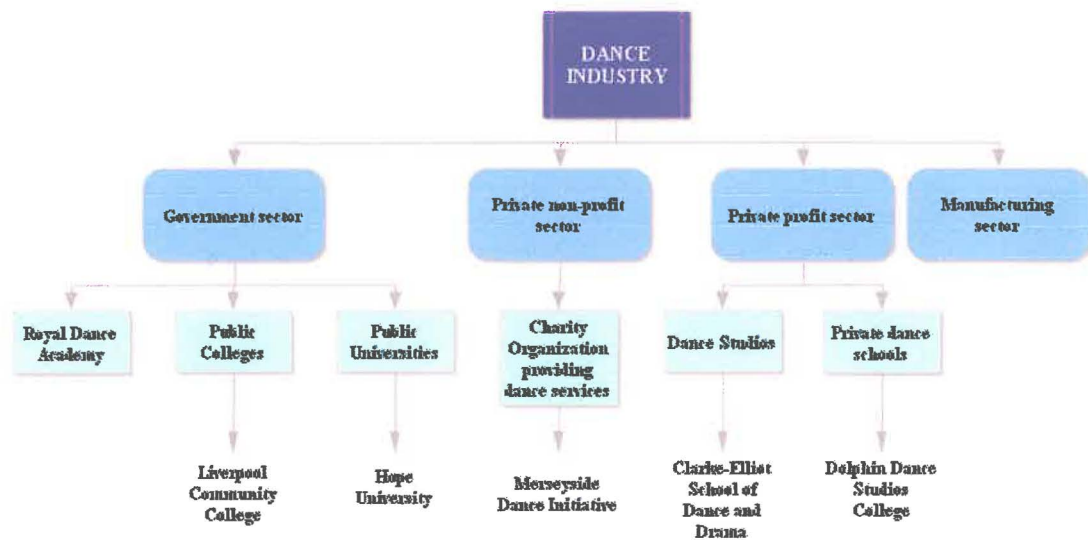 DANCE
INDUSTRY
Government sector
Private non-profit
sector
Private profit sector
Manufacturing
sector
Royal Dance
Academy
Public
Colleges
Public
Universities
Charity
Organization
providing
dance services
Dance Studios
Private dance
schools
Liverpool
Community
College
Hope
University
Merseyside
Dance Initiative
Clarke-Elliot
School of
Dance and
Drama
Dolphin Dance
Studios
College